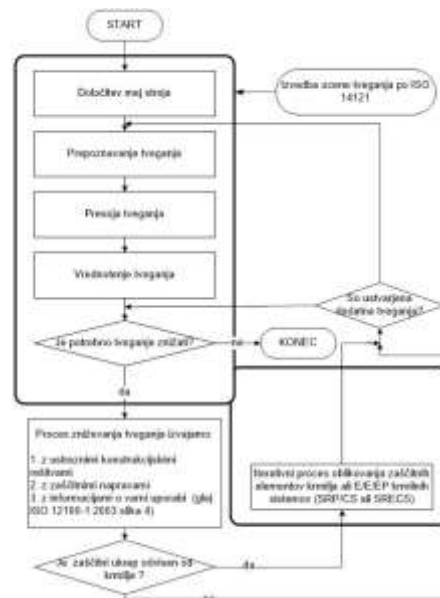 START
Določitev mej stroja
Izvedba ocene tveganja po ISO
14121
Prepoznavanje tveganja
Presoja tveganja
Vrednotenje tveganja
So ustvarjena
dodatna tveganja?
Je potrebno tveganje znižati?
ne
KONEC
da
Proces zniževanja tveganja izvajamo:
1. z ustreznimi konstrukcijskimi
rešitvami
2. z zaščitnimi napravami
3. z informacijami o varni uporabi (glej
ISO 12100-1:2003 slika 4)
Iterativni proces oblikovanja zaščitnih
elementov krmilja ali E/E/EP krmilnih
sistemov (SRP/CS ali SRECS)
Je zaščitni ukrep odvisen od
krmilja ?
da